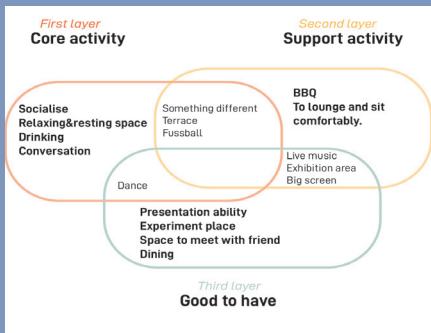 First layer
Core activity
Second layer
Support activity
Socialise
Relaxing&resting space
Drinking
Conversation
Something different
Terrace
Fussball
BBQ
To lounge and sit
comfortably.
Live music
Exhibition area
Big screen
Dance
Presentation ability
Experiment place
Space to meet with friend
Dining
Third layer
Good to have